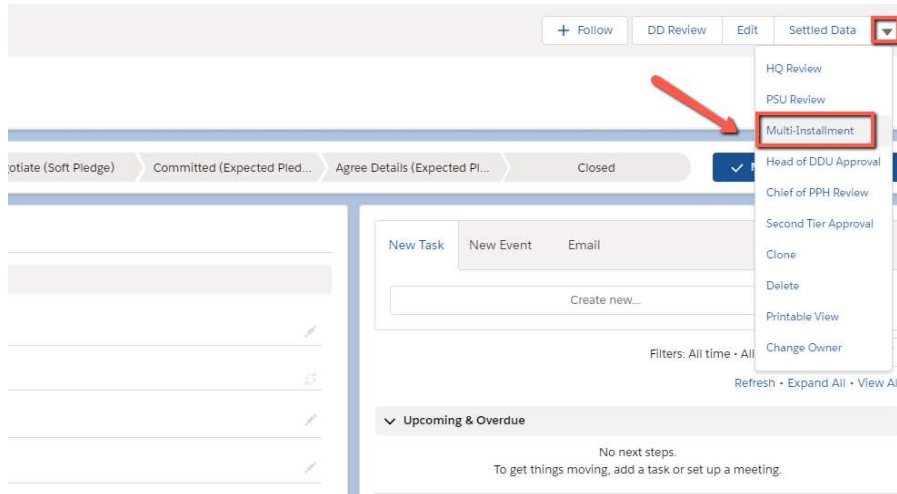 + Follow
DD Review
Edit
Settled Data
HQ Review
PSU Review
Multi-Installment
Head of DDU Approval
Chief of PPH Review
Second Tier Approval
Clone
Delete
Printable View
Change Owner
otiate (Soft Pledge)
Committed (Expected Pled...
Agree Details (Expected Pl...
Closed
New Task
New Event
Email
Create new...
Filters: All time • All
Refresh • Expand All • View Al
Upcoming & Overdue
No next steps.
To get things moving, add a task or set up a meeting.